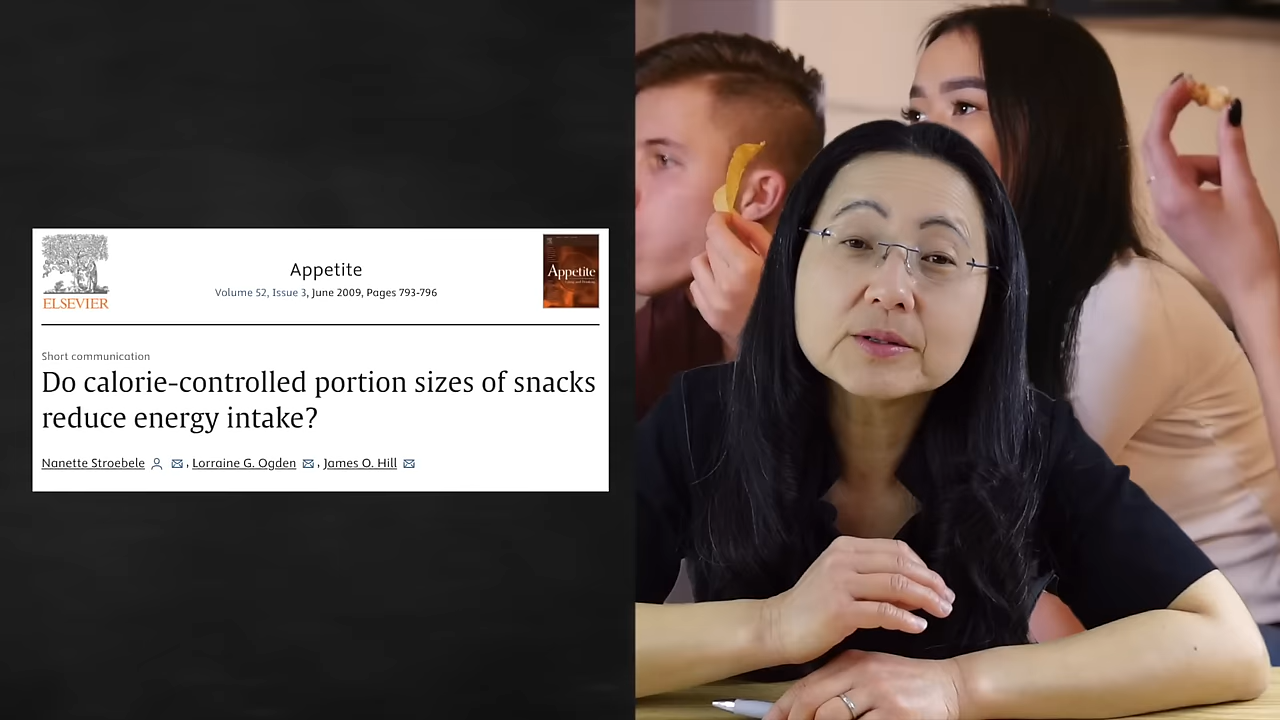 ELSEVIER
Appetite
Volume 52, Issue 3, June 2009, Pages 793-796
Appetite
Short communication
Do calorie-controlled portion sizes of snacks
reduce energy intake?
Nanette Stroebele , Lorraine G. Ogden , James O. Hill